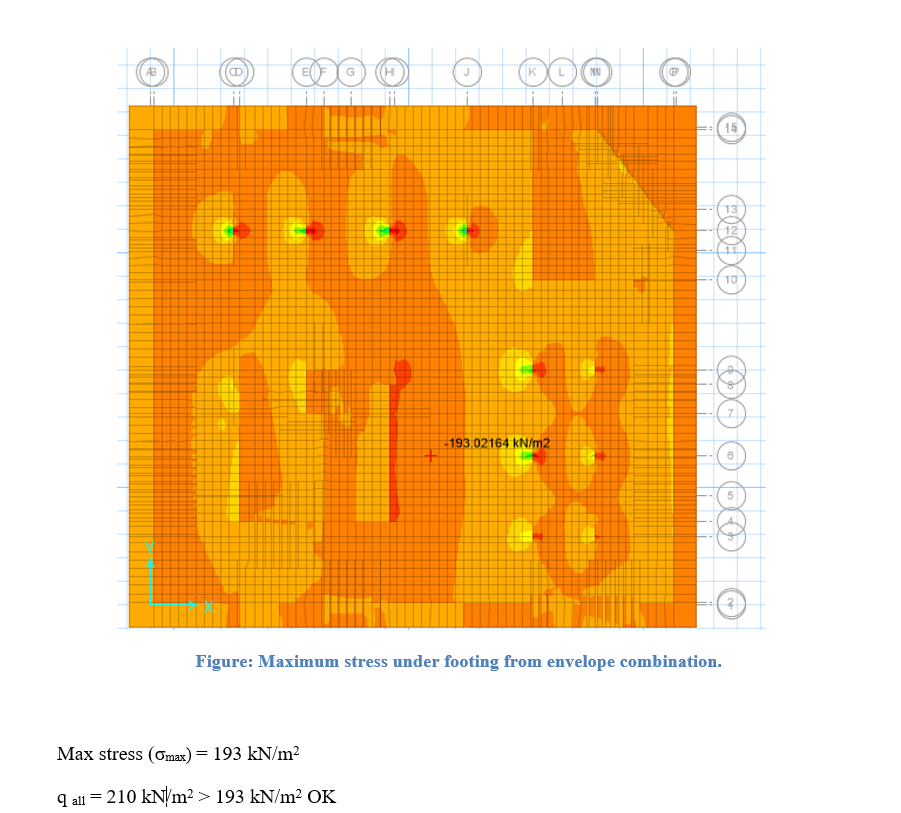 E F G H J K L
15
13
12
11
10
9
8
7
-193.02164 kN/m2
6
5
4
3
Y
X
2
Figure: Maximum stress under footing from envelope combination.
Max stress (σmax) = 193 kN/m²
q all = 210 kN/m² > 193 kN/m² OK